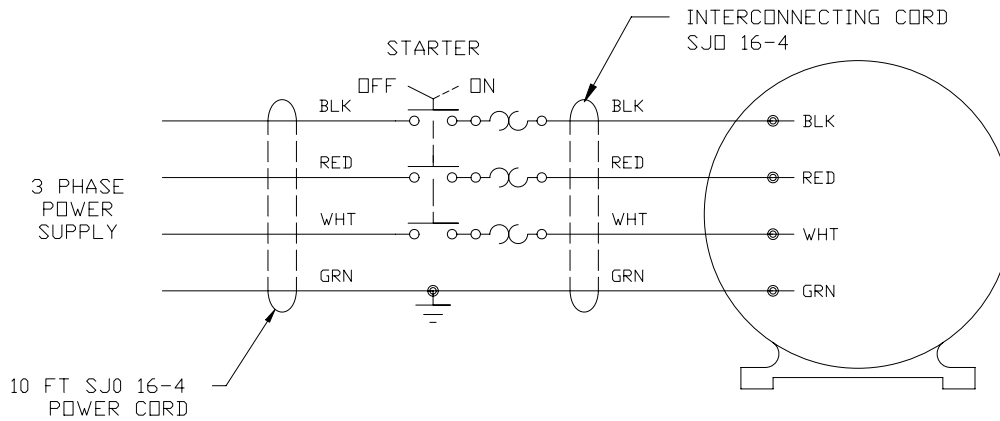 INTERCONNECTING CORD
SJO 16-4
STARTER
OFF ON
BLK
BLK
BLK
RED
RED
RED
3 PHASE
POWER
SUPPLY
WHT
WHT
WHT
GRN
GRN
GRN
10 FT SJO 16-4
POWER CORD